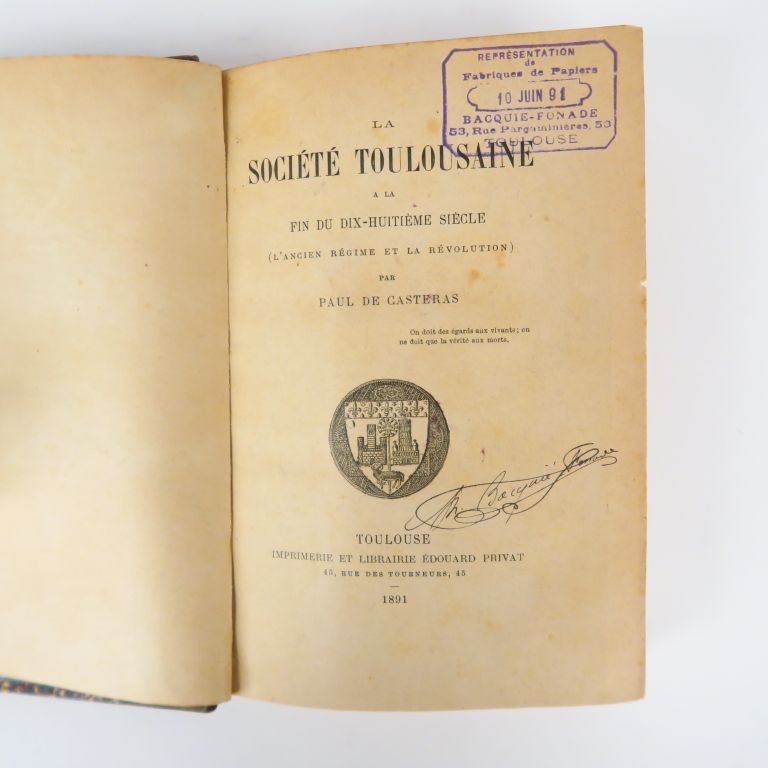 REPRÉSENTATION
de
Fabriques de Papiers
10 JUIN 91
BACQUIE-FONADE
53, Rue Pargaminières, 53
TOULOUSE
LA
SOCIÉTÉ TOULOUSAINE
A LA
FIN DU DIX-HUITIÈME SIÈCLE
(L'ANCIEN RÉGIME ET LA RÉVOLUTION)
PAR
PAUL DE CASTERAS
On doit des égards aux vivants; on
ne doit que la vérité aux morts.
Bacquié Fonade
TOULOUSE
IMPRIMERIE ET LIBRAIRIE ÉDOUARD PRIVAT
45, RUE DES TOURNEURS, 45
1891